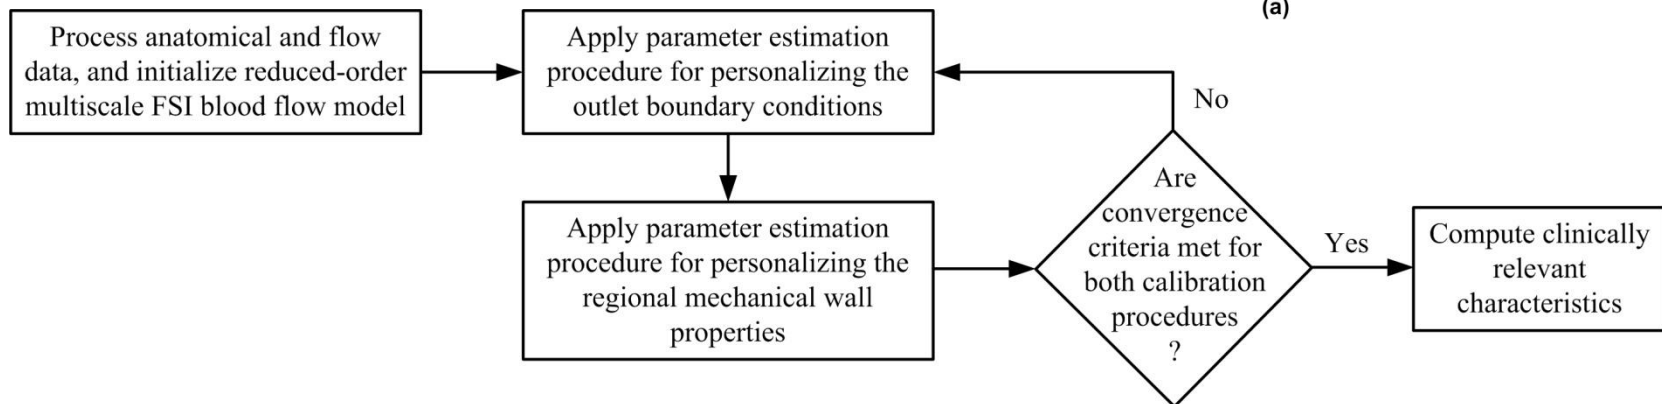 (a)
Process anatomical and flow
data, and initialize reduced-order
multiscale FSI blood flow model
Apply parameter estimation
procedure for personalizing the
outlet boundary conditions
No
Apply parameter estimation
procedure for personalizing the
regional mechanical wall
properties
Are
convergence
criteria met for
both calibration
procedures
?
Yes
Compute clinically
relevant
characteristics